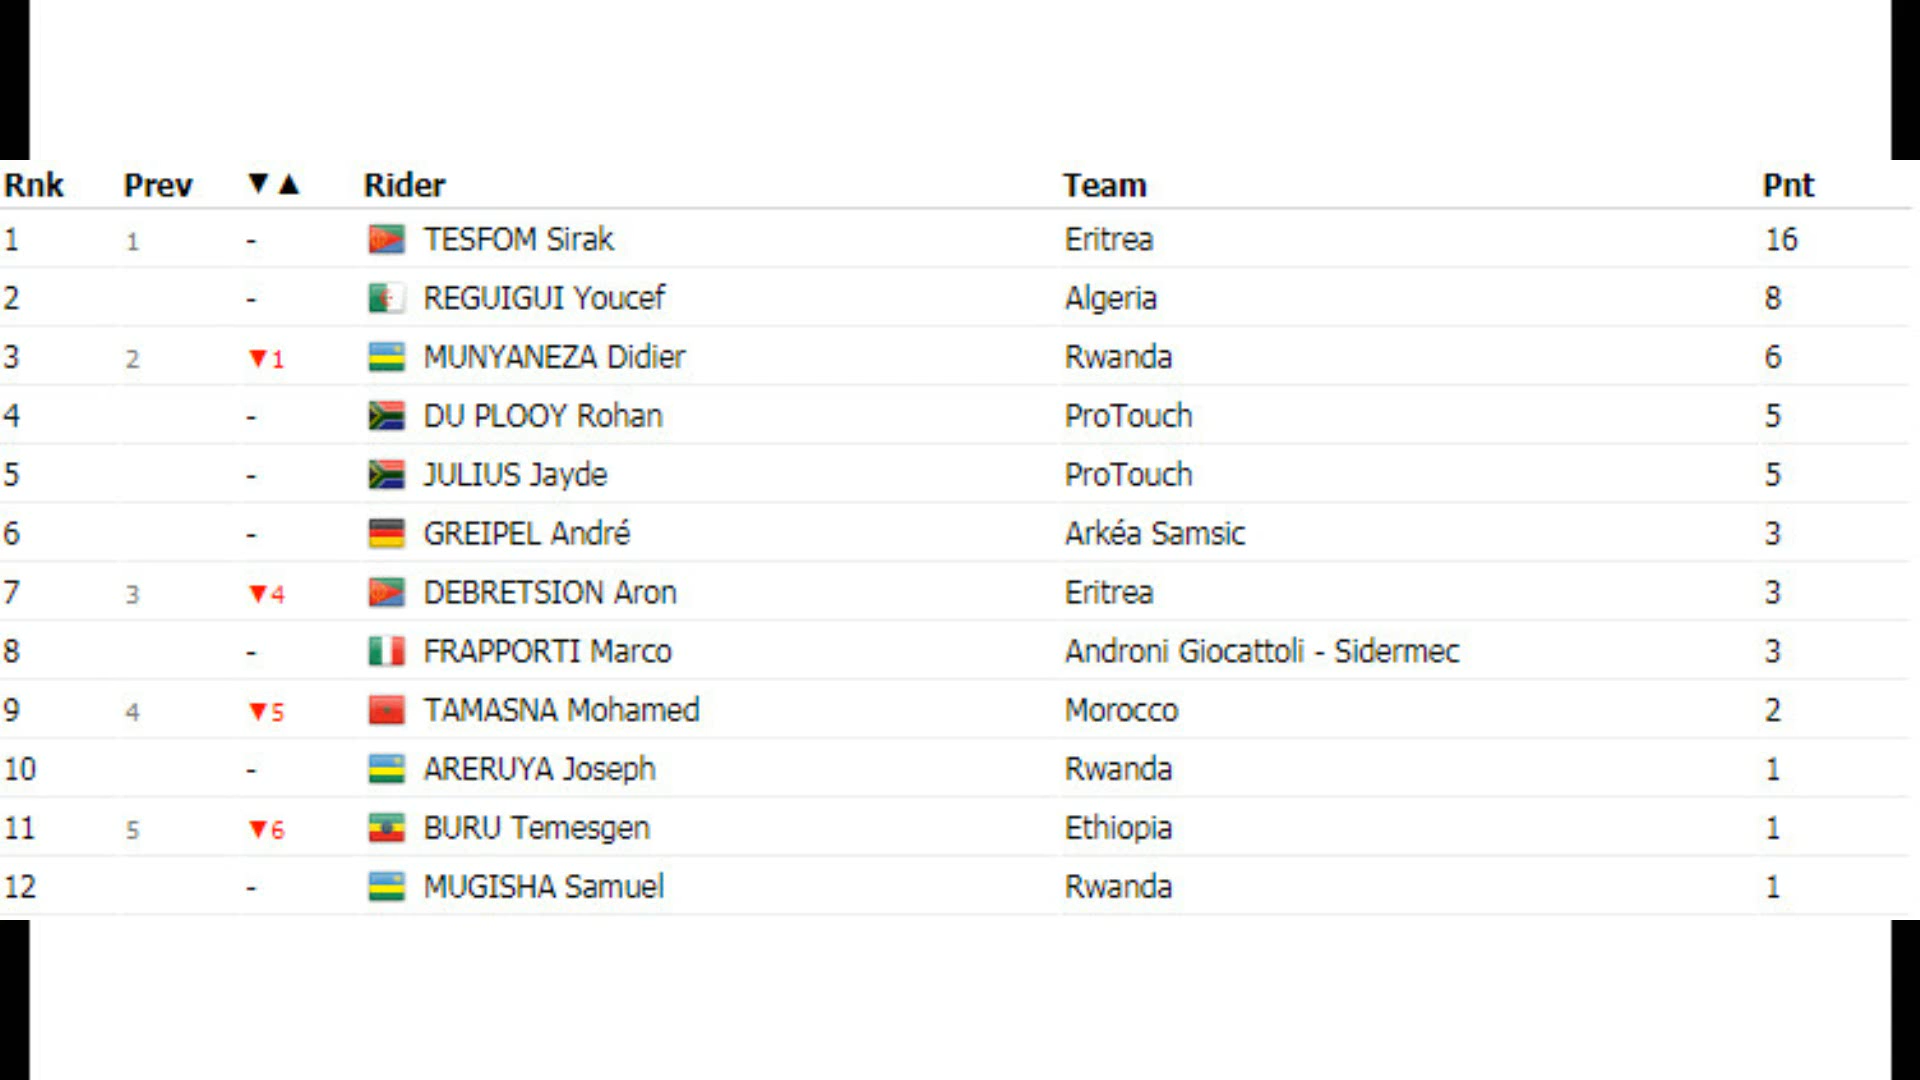 Rnk Prev ▼▲ Rider Team Pnt
1 1 - TESFOM Sirak Eritrea 16
2 - REGUIGUI Youcef Algeria 8
3 2 ▼1 MUNYANEZA Didier Rwanda 6
4 - DU PLOOY Rohan ProTouch 5
5 - JULIUS Jayde ProTouch 5
6 - GREIPEL André Arkéa Samsic 3
7 3 ▼4 DEBRETSION Aron Eritrea 3
8 - FRAPPORTI Marco Androni Giocattoli - Sidermec 3
9 4 ▼5 TAMASNA Mohamed Morocco 2
10 - ARERUYA Joseph Rwanda 1
11 5 ▼6 BURU Temesgen Ethiopia 1
12 - MUGISHA Samuel Rwanda 1